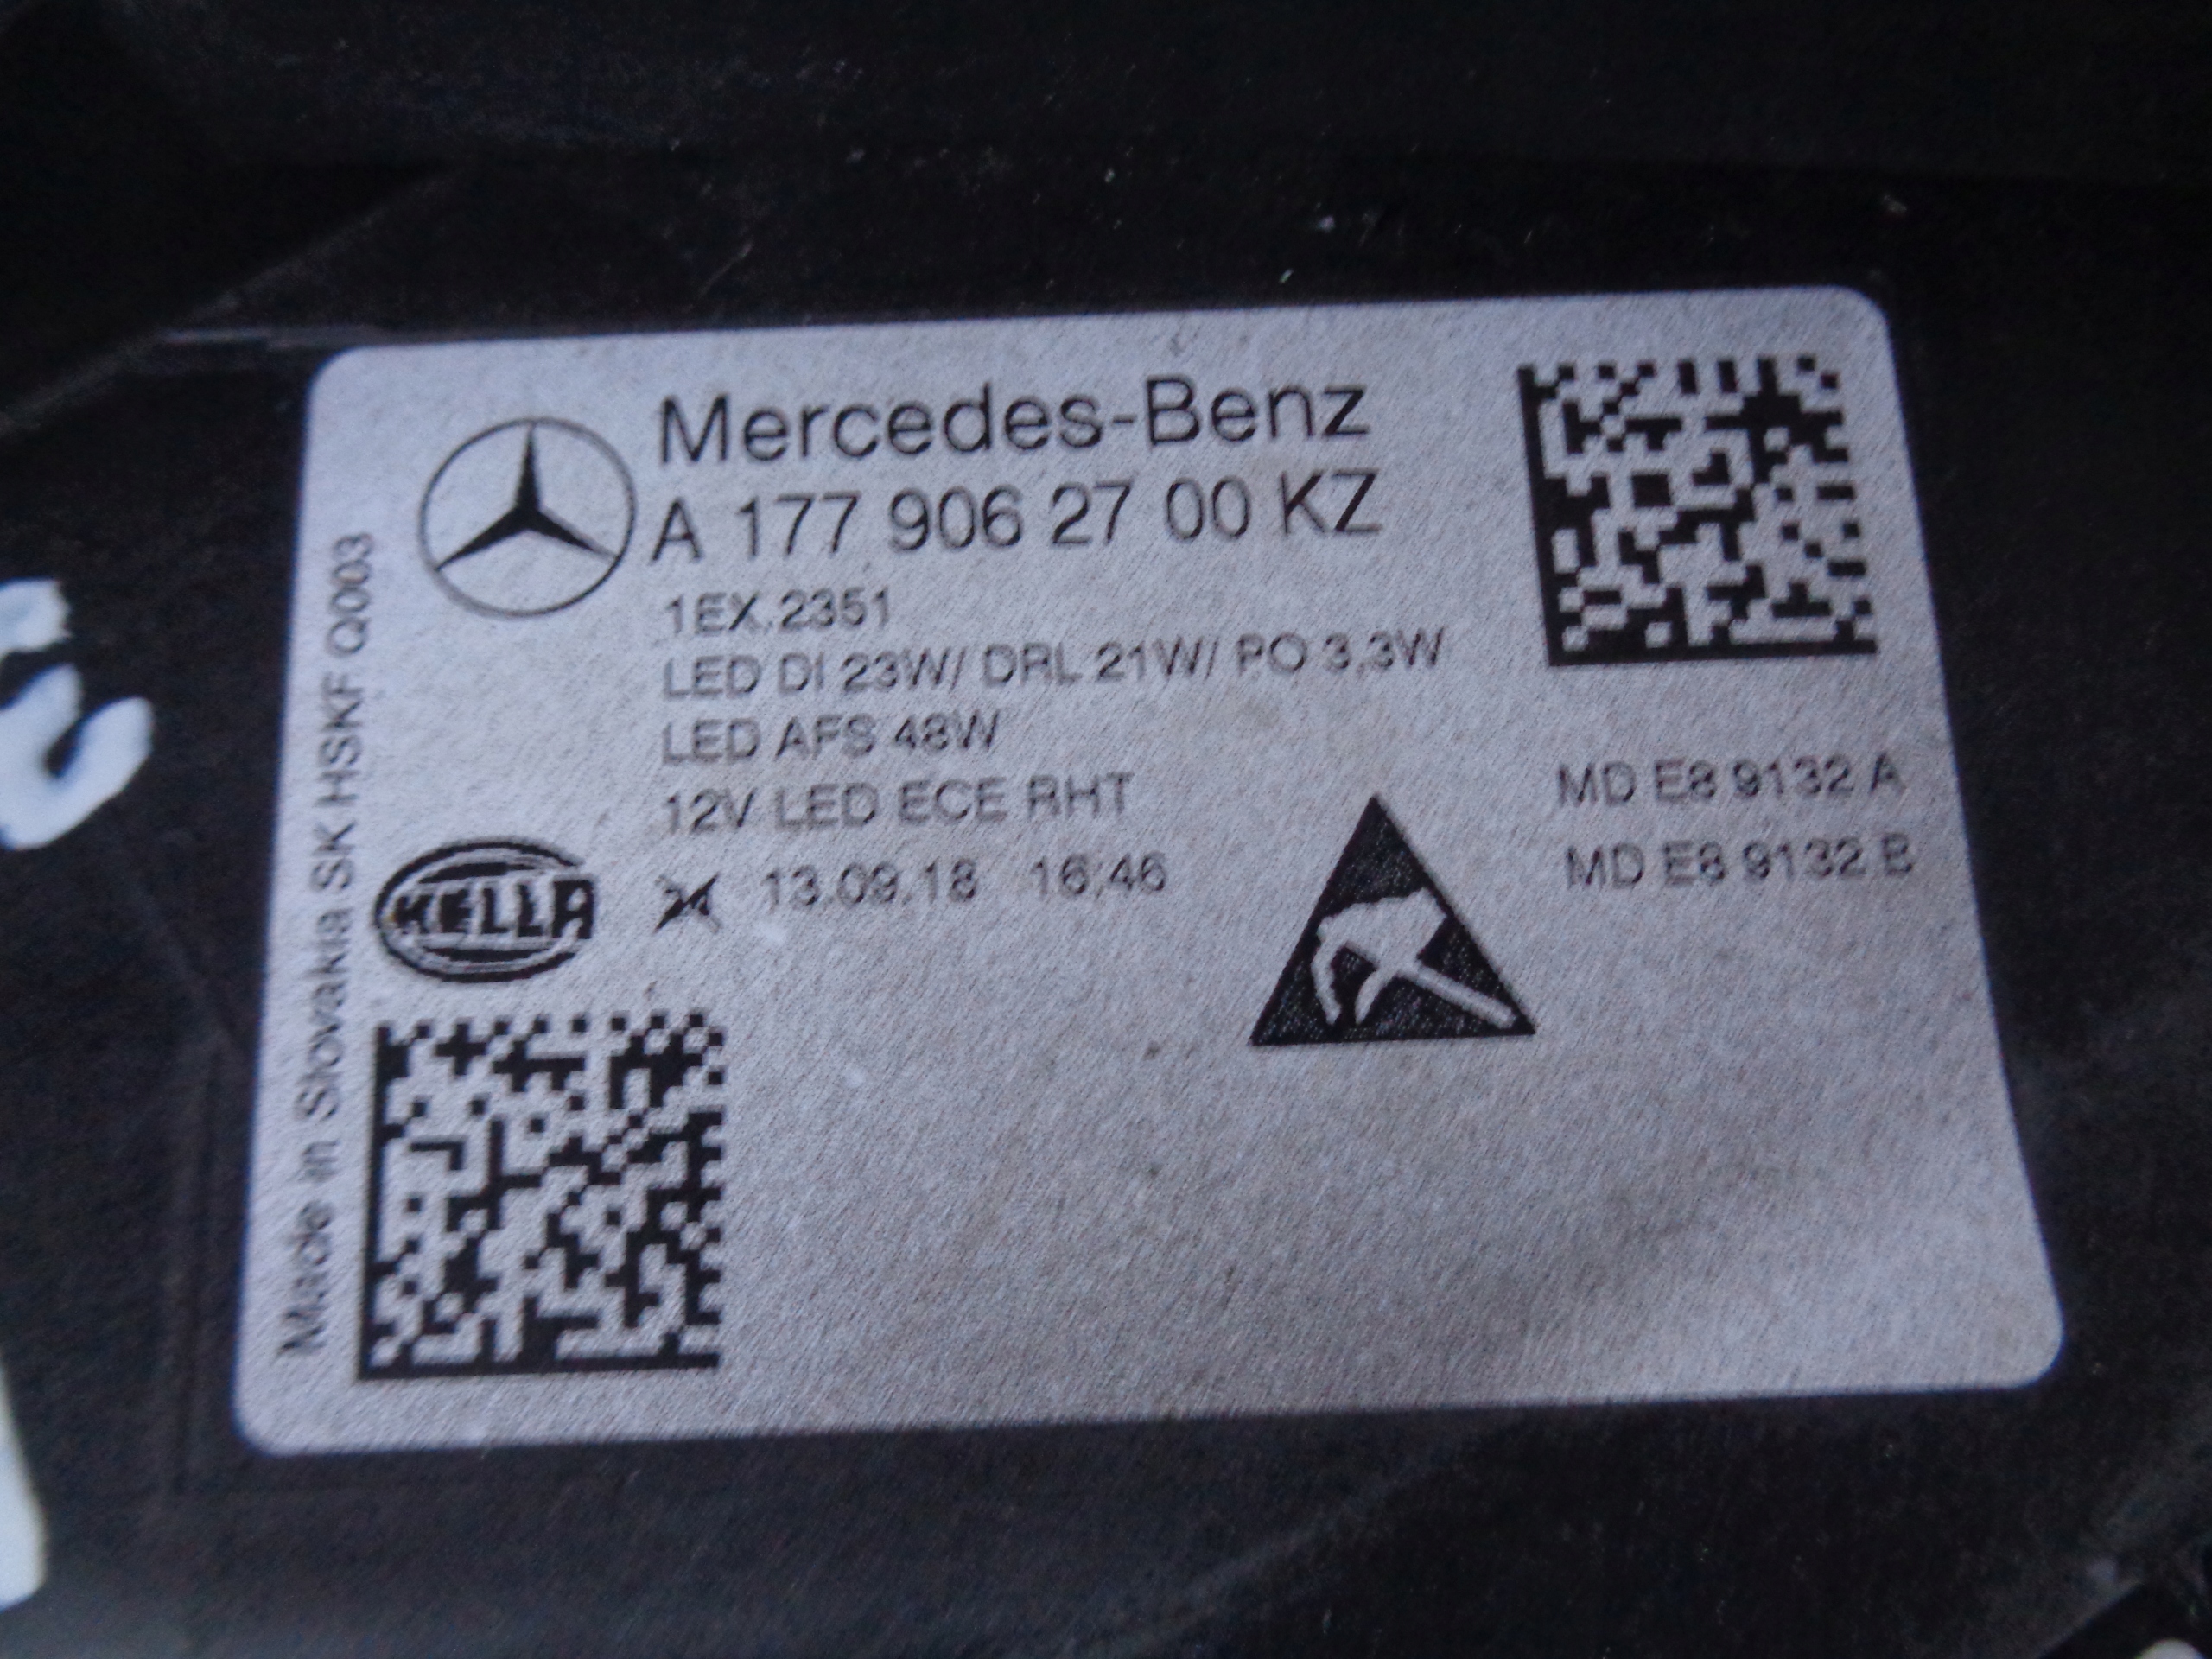 Mercedes-Benz
A 177 906 27 00 KZ
1EX.2351
LED DI 23W/ DRL 21W/ PO 3,3W
LED AFS 48W
12V LED ECE RHT
13.09.18 16:46
HELLA
MD E8 9132 A
MD E8 9132 B
Made in Slovakia SK HSKF Q003